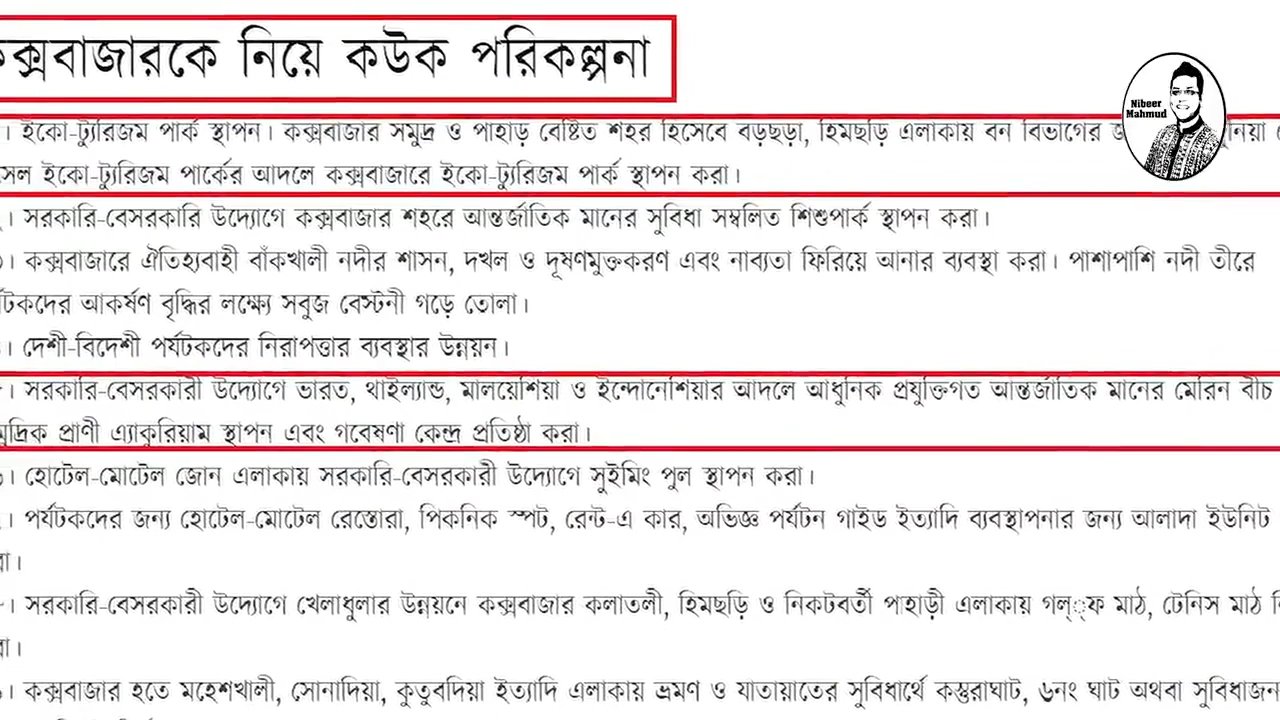 কক্সবাজারকে নিয়ে কউক পরিকল্পনা
Nibeer
Mahmud
। ইকো-ট্যুরিজম পার্ক স্থাপন। কক্সবাজার সমুদ্র ও পাহাড় বেষ্টিত শহর হিসেবে বড়ছড়া, হিমছড়ি এলাকায় বন বিভাগের
ইকো-ট্যুরিজম পার্কের আদলে কক্সবাজারে ইকো-ট্যুরিজম পার্ক স্থাপন করা।
। সরকারি-বেসরকারি উদ্যোগে কক্সবাজার শহরে আন্তর্জাতিক মানের সুবিধা সম্বলিত শিশুপার্ক স্থাপন করা।
। কক্সবাজারে ঐতিহ্যবাহী বাঁকখালী নদীর শাসন, দখল ও দূষণমুক্তকরণ এবং নাব্যতা ফিরিয়ে আনার ব্যবস্থা করা। পাশাপাশি নদী তীরে
টকদের আকর্ষণ বৃদ্ধির লক্ষ্যে সবুজ বেস্টনী গড়ে তোলা।
। দেশী-বিদেশী পর্যটকদের নিরাপত্তার ব্যবস্থার উন্নয়ন।
। সরকারি-বেসরকারী উদ্যোগে ভারত, থাইল্যান্ড, মালয়েশিয়া ও ইন্দোনেশিয়ার আদলে আধুনিক প্রযুক্তিগত আন্তর্জাতিক মানের মেরিন বীচ
মুদ্রিক প্রাণী এ্যাকুরিয়াম স্থাপন এবং গবেষণা কেন্দ্র প্রতিষ্ঠা করা।
। হোটেল-মোটেল জোন এলাকায় সরকারি-বেসরকারী উদ্যোগে সুইমিং পুল স্থাপন করা।
। পর্যটকদের জন্য হোটেল-মোটেল রেস্তোরা, পিকনিক স্পট, রেন্ট-এ কার, অভিজ্ঞ পর্যটন গাইড ইত্যাদি ব্যবস্থাপনার জন্য আলাদা ইউনিট
রা।
। সরকারি-বেসরকারী উদ্যোগে খেলাধুলার উন্নয়নে কক্সবাজার কলাতলী, হিমছড়ি ও নিকটবর্তী পাহাড়ী এলাকায় গল্‌্ফ মাঠ, টেনিস মাঠ
রা।
। কক্সবাজার হতে মহেশখালী, সোনাদিয়া, কুতুবদিয়া ইত্যাদি এলাকায় ভ্রমণ ও যাতায়াতের সুবিধার্থে কস্তুরাঘাট, ৬নং ঘাট অথবা সুবিধাজন